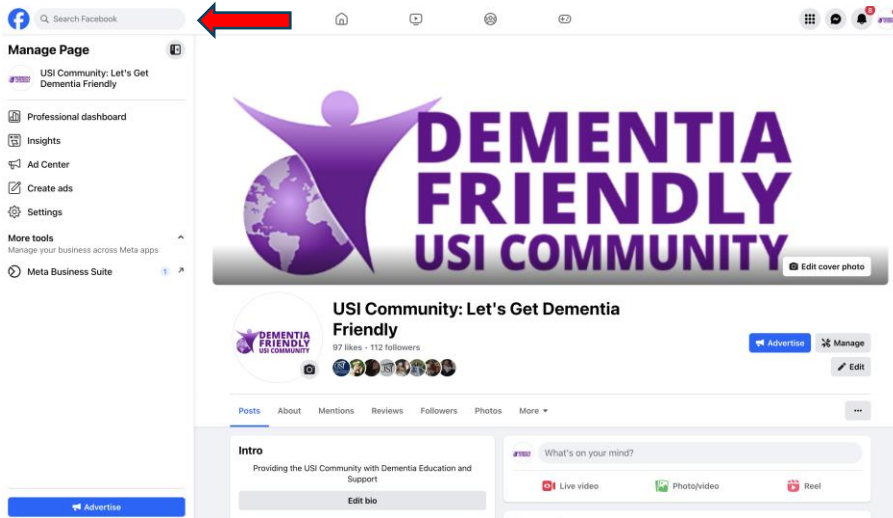 Search Facebook
8
Manage Page
USI Community: Let's Get
Dementia Friendly
Professional dashboard
Insights
Ad Center
Create ads
Settings
More tools
Manage your business across Meta apps
Meta Business Suite
1
Advertise
DEMENTIA
FRIENDLY
USI COMMUNITY
Edit cover photo
DEMENTIA
FRIENDLY
USI COMMUNITY
USI Community: Let's Get Dementia
Friendly
97 likes • 112 followers
Advertise
Manage
Edit
Posts About Mentions Reviews Followers Photos More
Intro
Providing the USI Community with Dementia Education and
Support
Edit bio
What's on your mind?
Live video Photo/video Reel